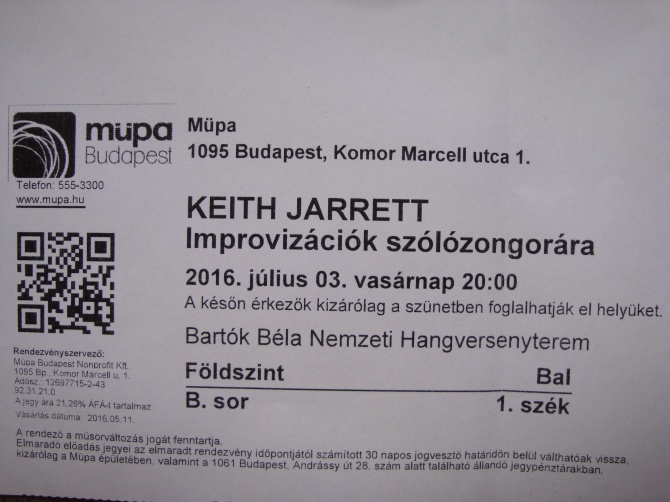 müpa
Budapest
Telefon: 555-3300
www.mupa.hu
Müpa
1095 Budapest, Komor Marcell utca 1.
KEITH JARRETT
Improvizációk szólózongorára
2016. július 03. vasárnap 20:00
A későn érkezők kizárólag a szünetben foglalhatják el helyüket.
Bartók Béla Nemzeti Hangversenyterem
Földszint Bal
B. sor 1. szék
Rendezvényszervező:
Müpa Budapest Nonprofit Kft.
1095 Bp., Komor Marcell u. 1.
Adósz.: 12697715-2-43
92.31.21.0
A jegy ára 21,26% ÁFÁ-t tartalmaz
Vásárlás dátuma: 2016.05.11.
A rendező a műsorváltozás jogát fenntartja.
Elmaradó előadás jegyei az elmaradt rendezvény időpontjától számított 30 napos jogvesztő határidőn belül válthatóak vissza,
kizárólag a Müpa épületében, valamint a 1061 Budapest, Andrássy út 28. szám alatt található állandó jegypénztárakban.